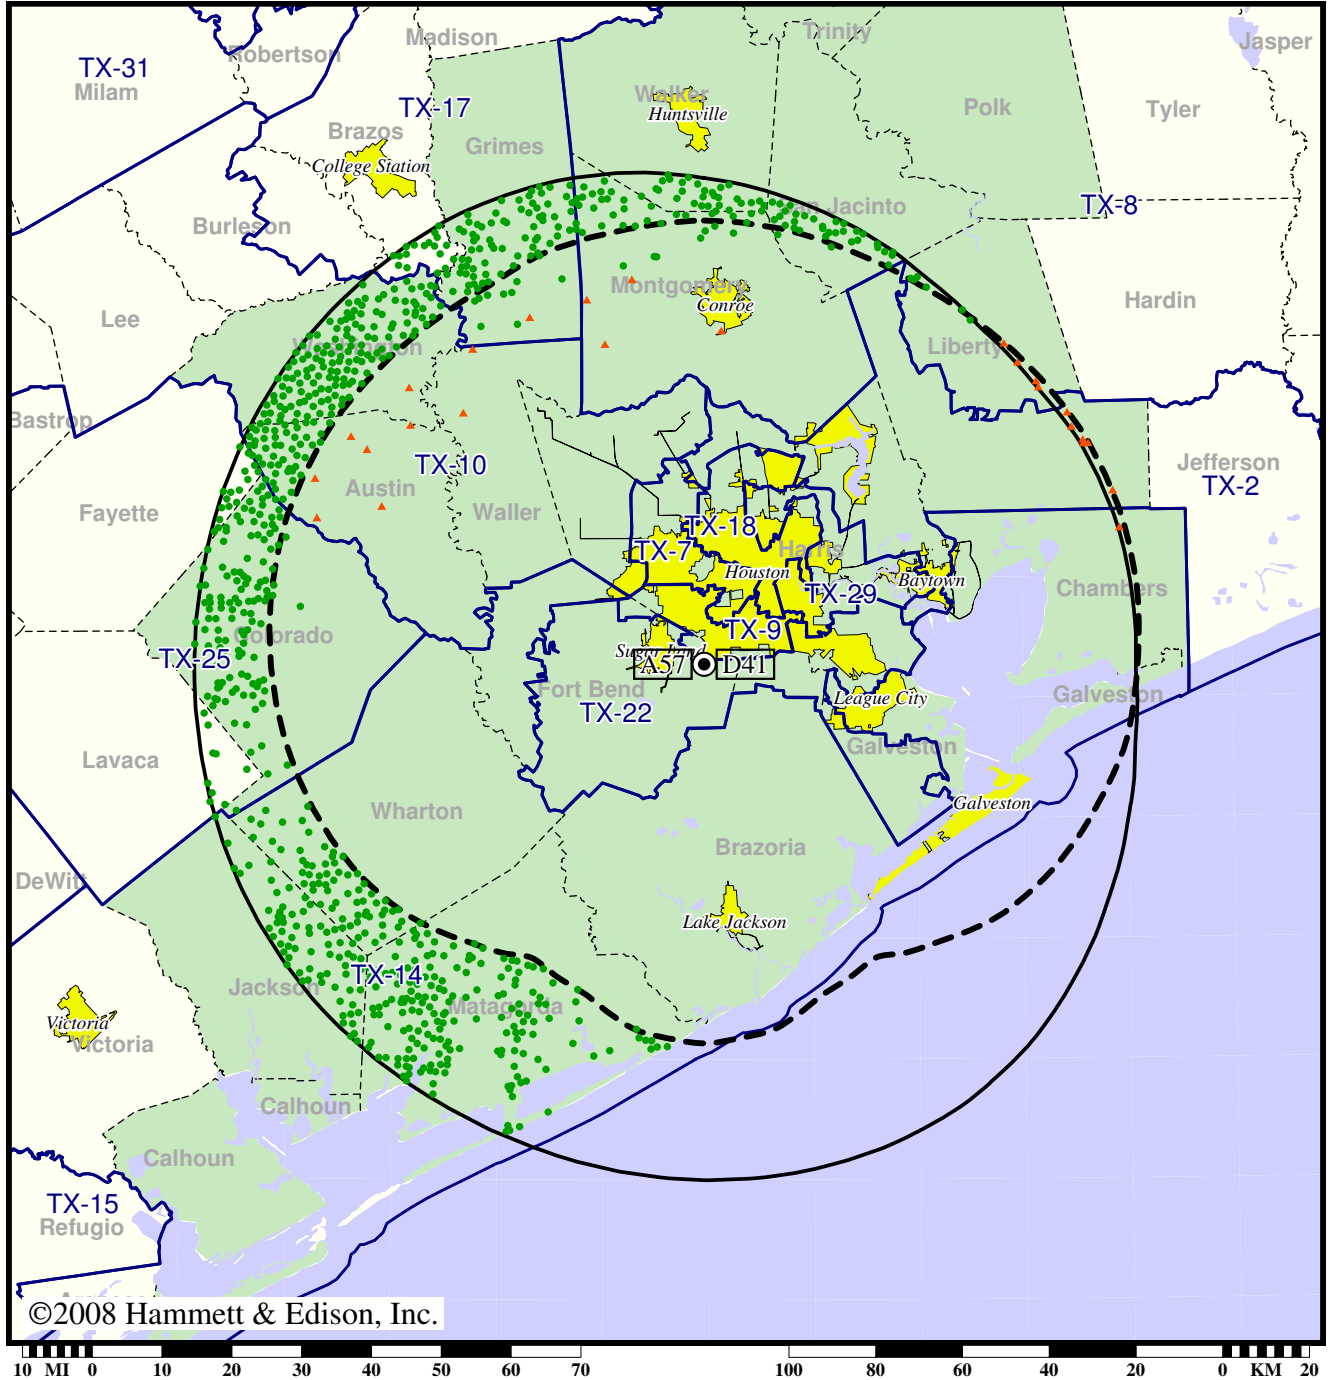 Madison
Trinity
Robertson
Jasper
TX-31
Milam
TX-17
Walker
Huntsville
Polk
Tyler
Brazos
Grimes
College Station
TX-8
San Jacinto
Burleson
Montgomery
Conroe
Hardin
Lee
Washington
Liberty
Bastrop
TX-10
Jefferson
TX-2
Austin
Fayette
Waller
TX-18
TX-7
Harris
Houston
Baytown
Chambers
TX-29
TX-9
Colorado
Sugar Land
TX-25
A57
D41
Fort Bend
Galveston
League City
TX-22
Galveston
Lavaca
Galveston
Wharton
Brazoria
DeWitt
Lake Jackson
TX-14
Jackson
Matagorda
Victoria
Victoria
Calhoun
Calhoun
TX-15
Refugio
©2008 Hammett & Edison, Inc.
10 MI 0 10 20 30 40 50 60 70 100 80 60 40 20 0 KM 20